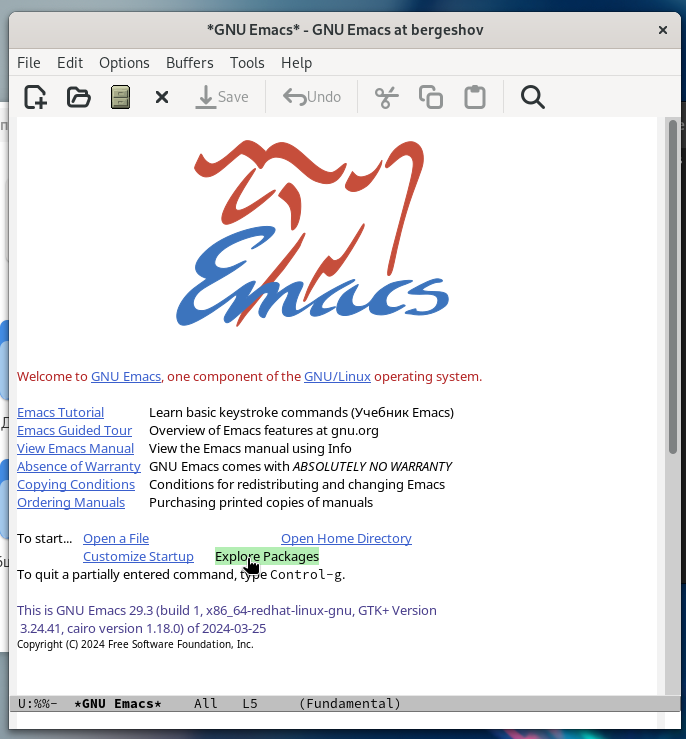 *GNU Emacs* - GNU Emacs at bergeshov
File Edit Options Buffers Tools Help
Save Undo
Emacs
Welcome to GNU Emacs, one component of the GNU/Linux operating system.
Emacs Tutorial Learn basic keystroke commands (Учебник Emacs)
Emacs Guided Tour Overview of Emacs features at gnu.org
View Emacs Manual View the Emacs manual using Info
Absence of Warranty GNU Emacs comes with ABSOLUTELY NO WARRANTY
Copying Conditions Conditions for redistributing and changing Emacs
Ordering Manuals Purchasing printed copies of manuals
To start... Open a File Open Home Directory
Customize Startup Explore Packages
To quit a partially entered command, type Control-g.
This is GNU Emacs 29.3 (build 1, x86_64-redhat-linux-gnu, GTK+ Version
3.24.41, cairo version 1.18.0) of 2024-03-25
Copyright (C) 2024 Free Software Foundation, Inc.
U:%%- *GNU Emacs* All L5 (Fundamental)